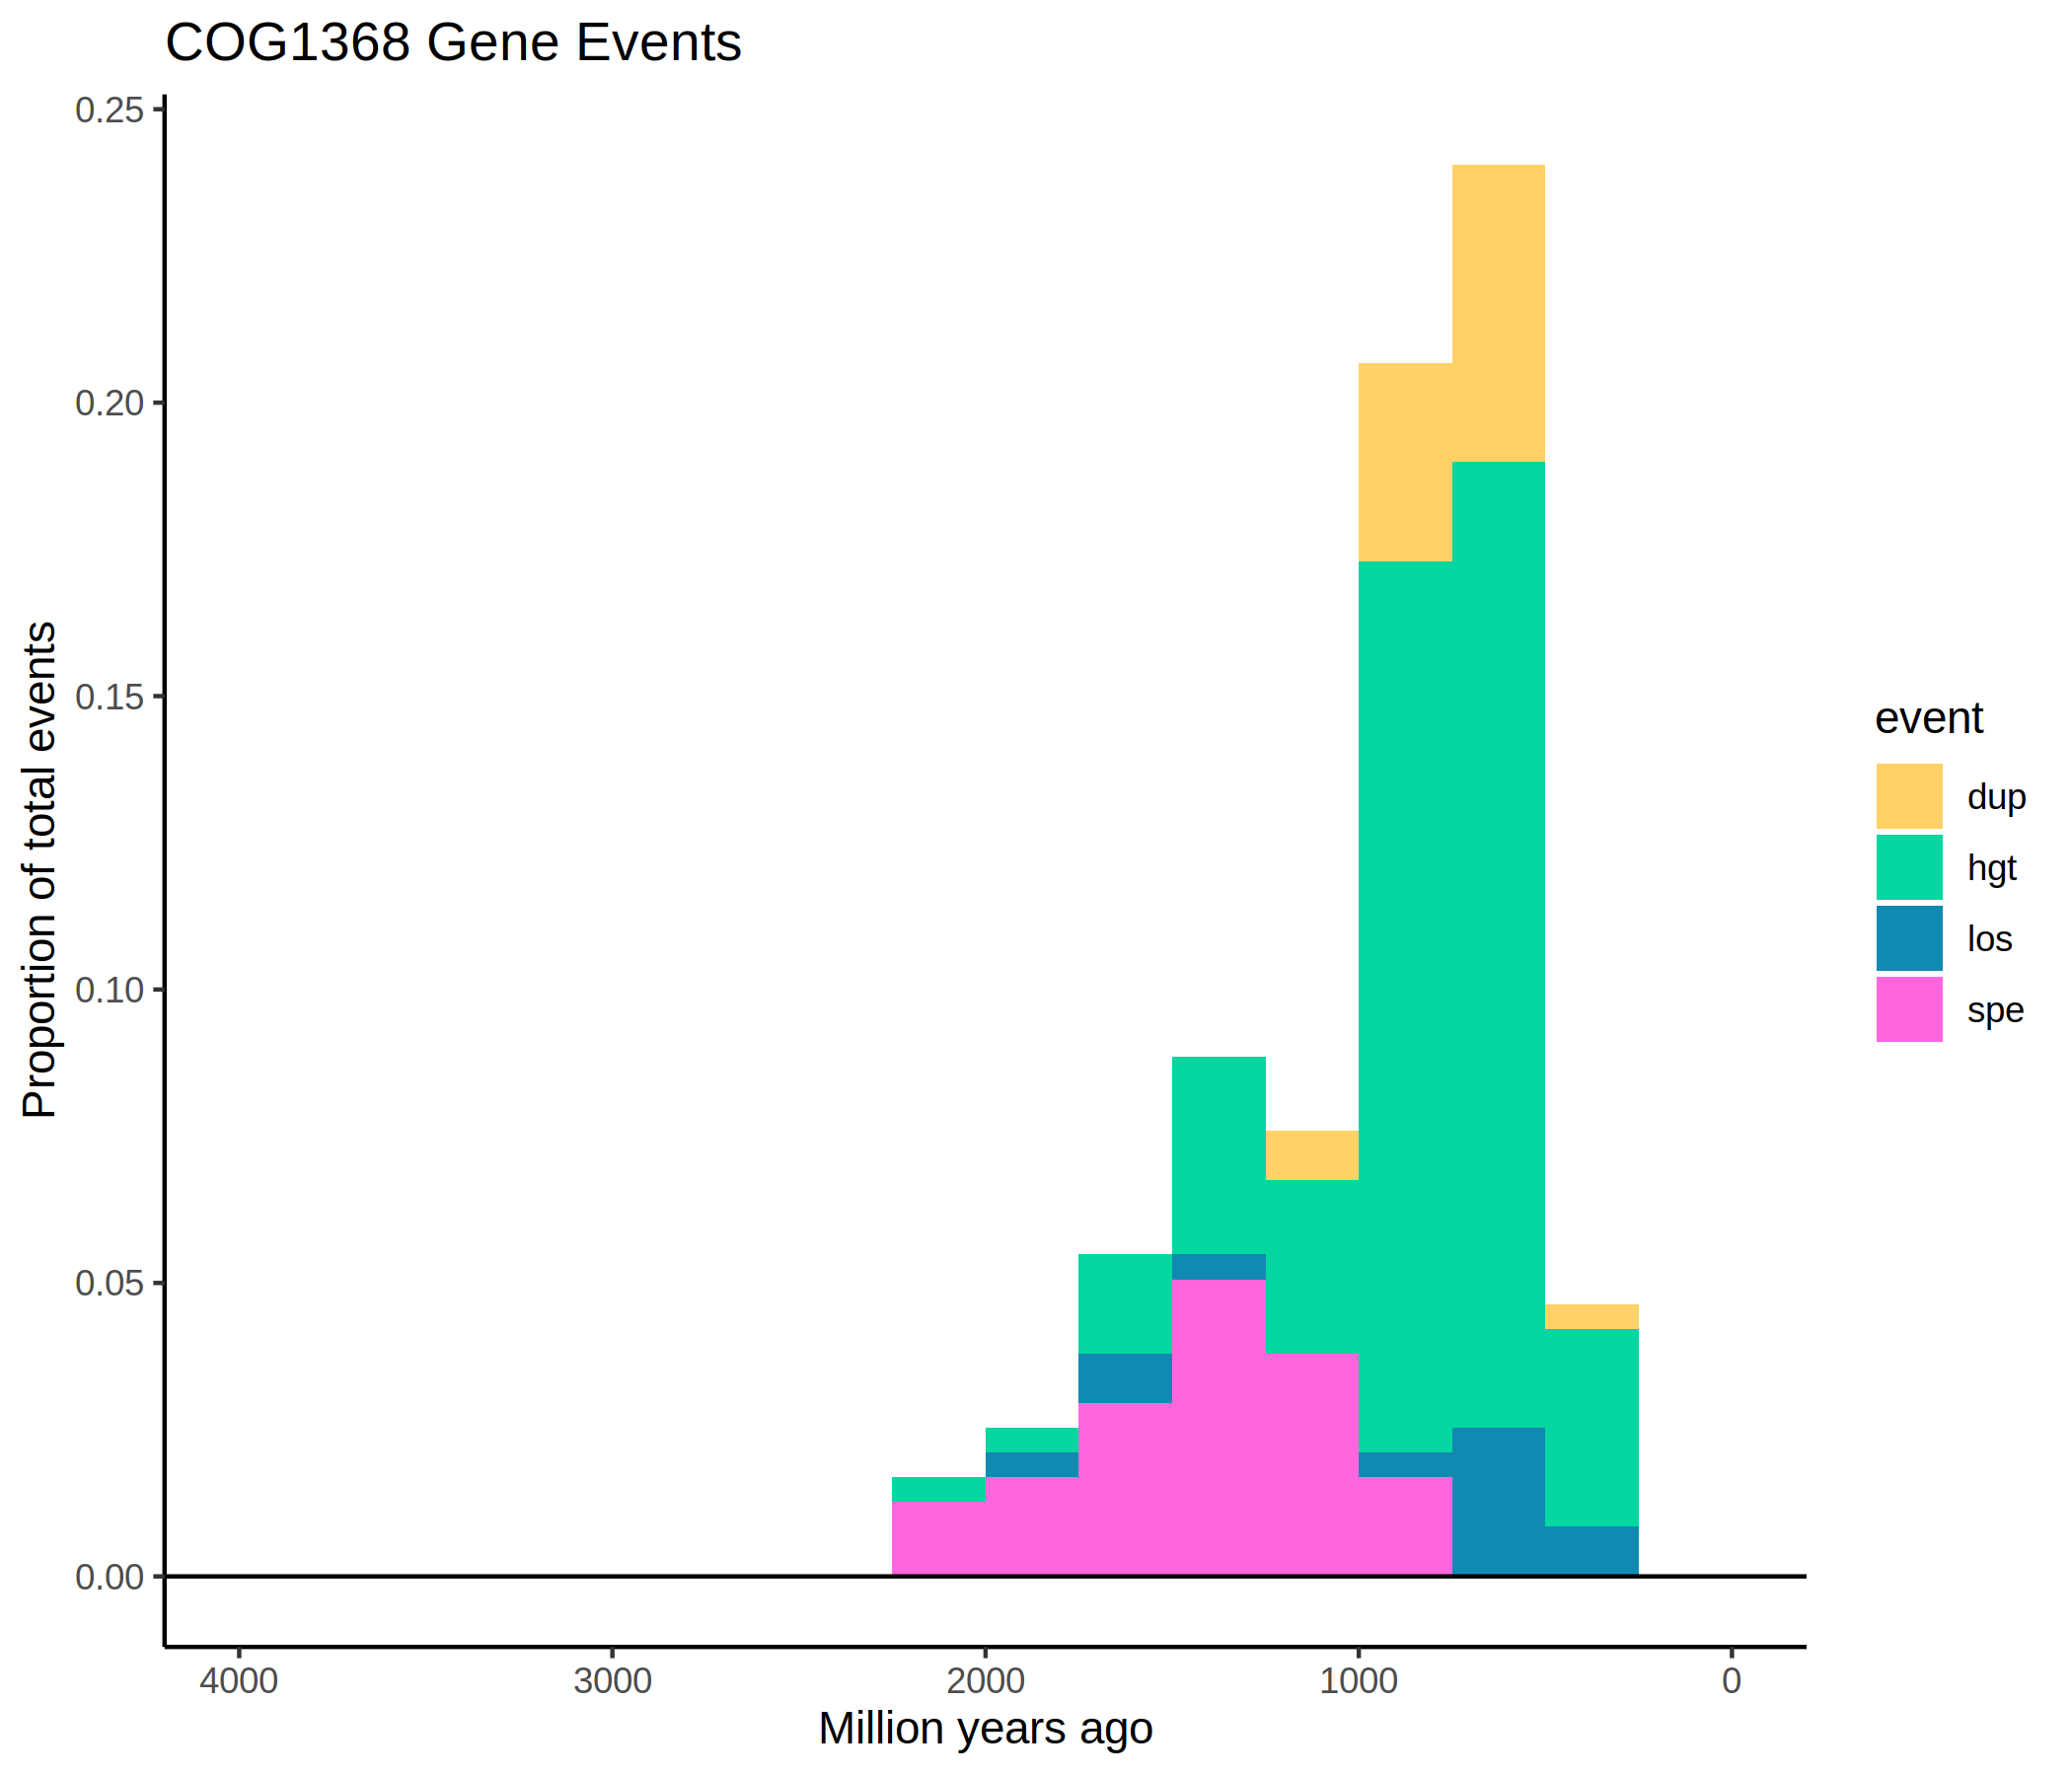 COG1368 Gene Events
Proportion of total events
0.25
0.20
0.15
0.10
0.05
0.00
4000 3000 2000 1000 0
Million years ago
event
dup
hgt
los
spe